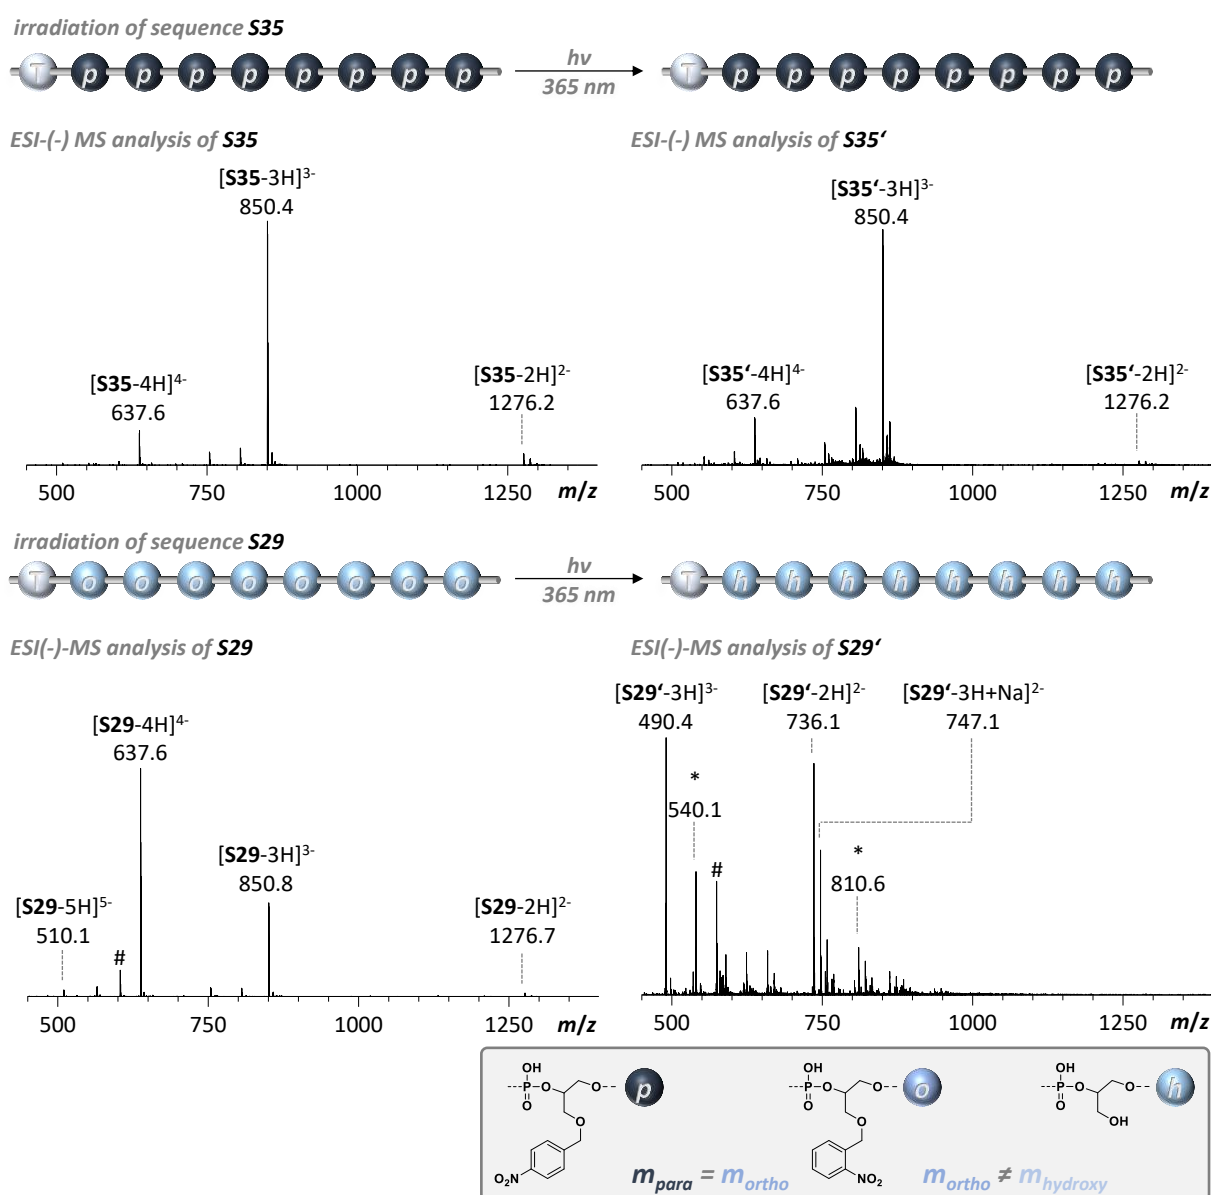 irradiation of sequence S35
T p p p p p p p p
hν
365 nm
T p p p p p p p p
ESI-(-) MS analysis of S35
[S35-3H]3-
850.4
[S35-4H]4-
637.6
[S35-2H]2-
1276.2
500 750 1000 1250 m/z
ESI-(-) MS analysis of S35‘
[S35‘-3H]3-
850.4
[S35‘-4H]4-
637.6
[S35‘-2H]2-
1276.2
500 750 1000 1250 m/z
irradiation of sequence S29
T o o o o o o o o
hν
365 nm
T h h h h h h h h
ESI(-)-MS analysis of S29
[S29-4H]4-
637.6
[S29-3H]3-
850.8
[S29-5H]5-
510.1
#
[S29-2H]2-
1276.7
500 750 1000 1250 m/z
ESI(-)-MS analysis of S29‘
[S29‘-3H]3-
490.4
[S29‘-2H]2-
736.1
[S29‘-3H+Na]2-
747.1
*
540.1
#
*
810.6
500 750 1000 1250 m/z
OH
P O O
O
O
O2N
p
OH
P O O
O
O
NO2
o
OH
P O O
O
OH
h
mpara = mortho
mortho ≠ mhydroxy